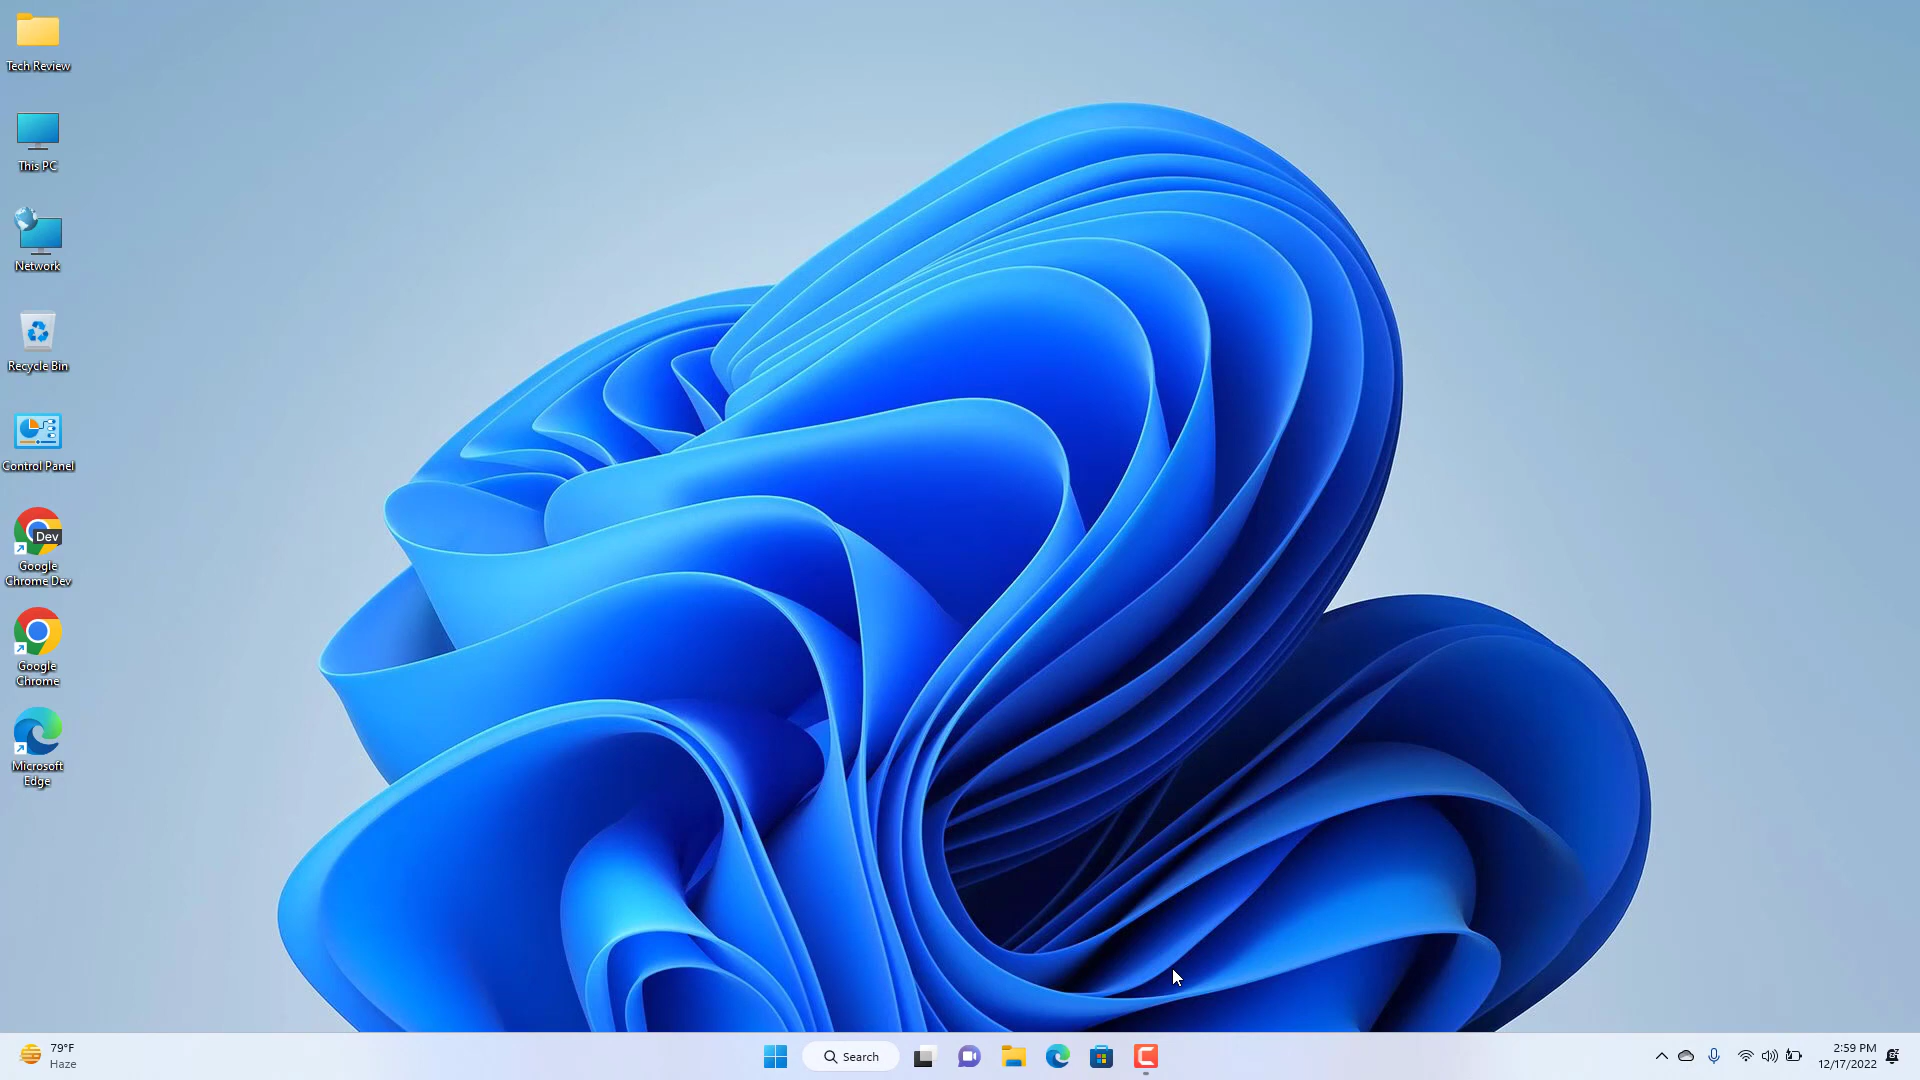 Tech Review
This PC
Network
Recycle Bin
Control Panel
Dev
Google
Chrome Dev
Google
Chrome
Microsoft
Edge
79°F
Haze
Search
2:59 PM
12/17/2022